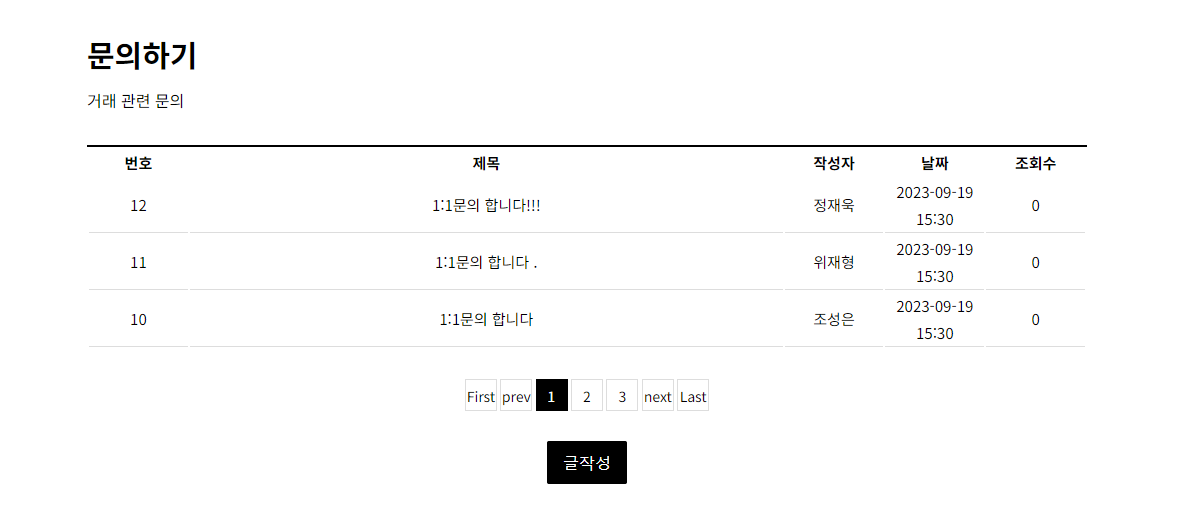 문의하기
거래 관련 문의
번호 제목 작성자 날짜 조회수
12 1:1문의 합니다!!! 정재욱 2023-09-19 15:30 0
11 1:1문의 합니다 . 위재형 2023-09-19 15:30 0
10 1:1문의 합니다 조성은 2023-09-19 15:30 0
First prev 1 2 3 next Last
글작성